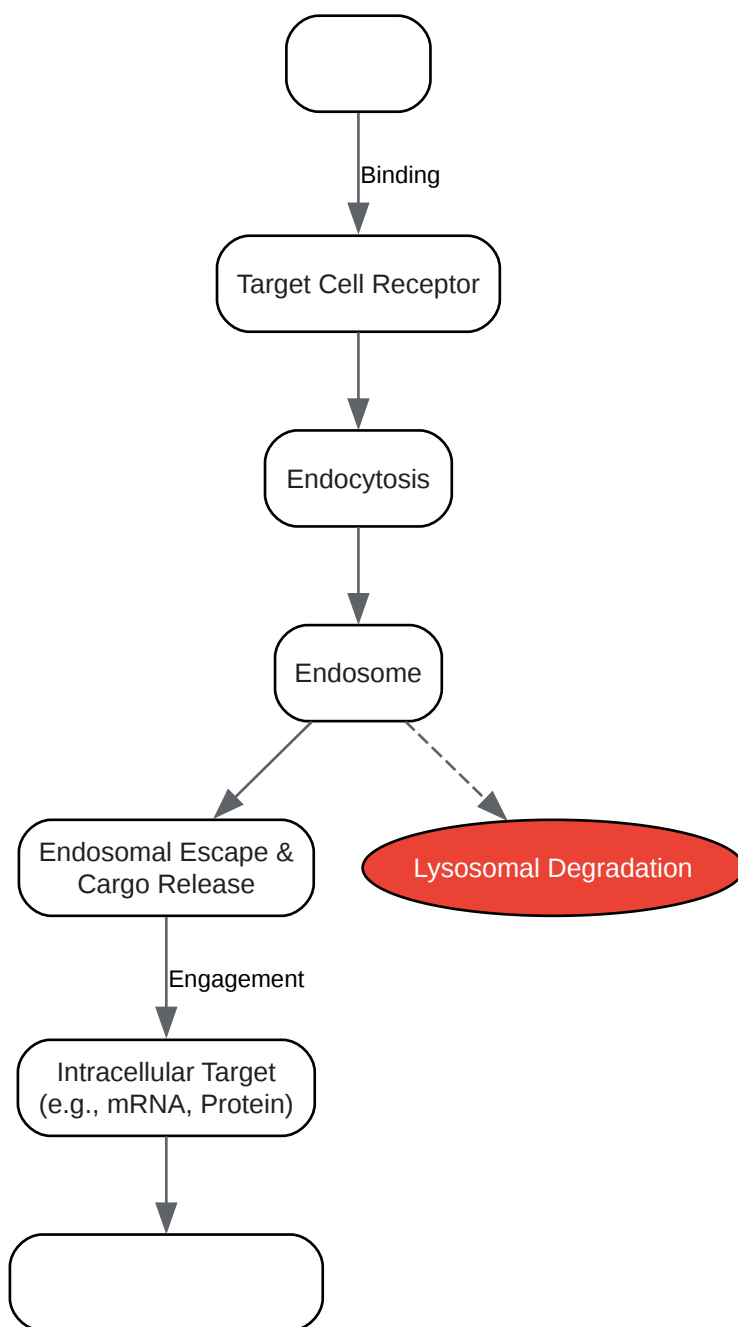 Binding
Target Cell Receptor
Endocytosis
Endosome
Endosomal Escape &
Cargo Release
Lysosomal Degradation
Engagement
Intracellular Target
(e.g., mRNA, Protein)